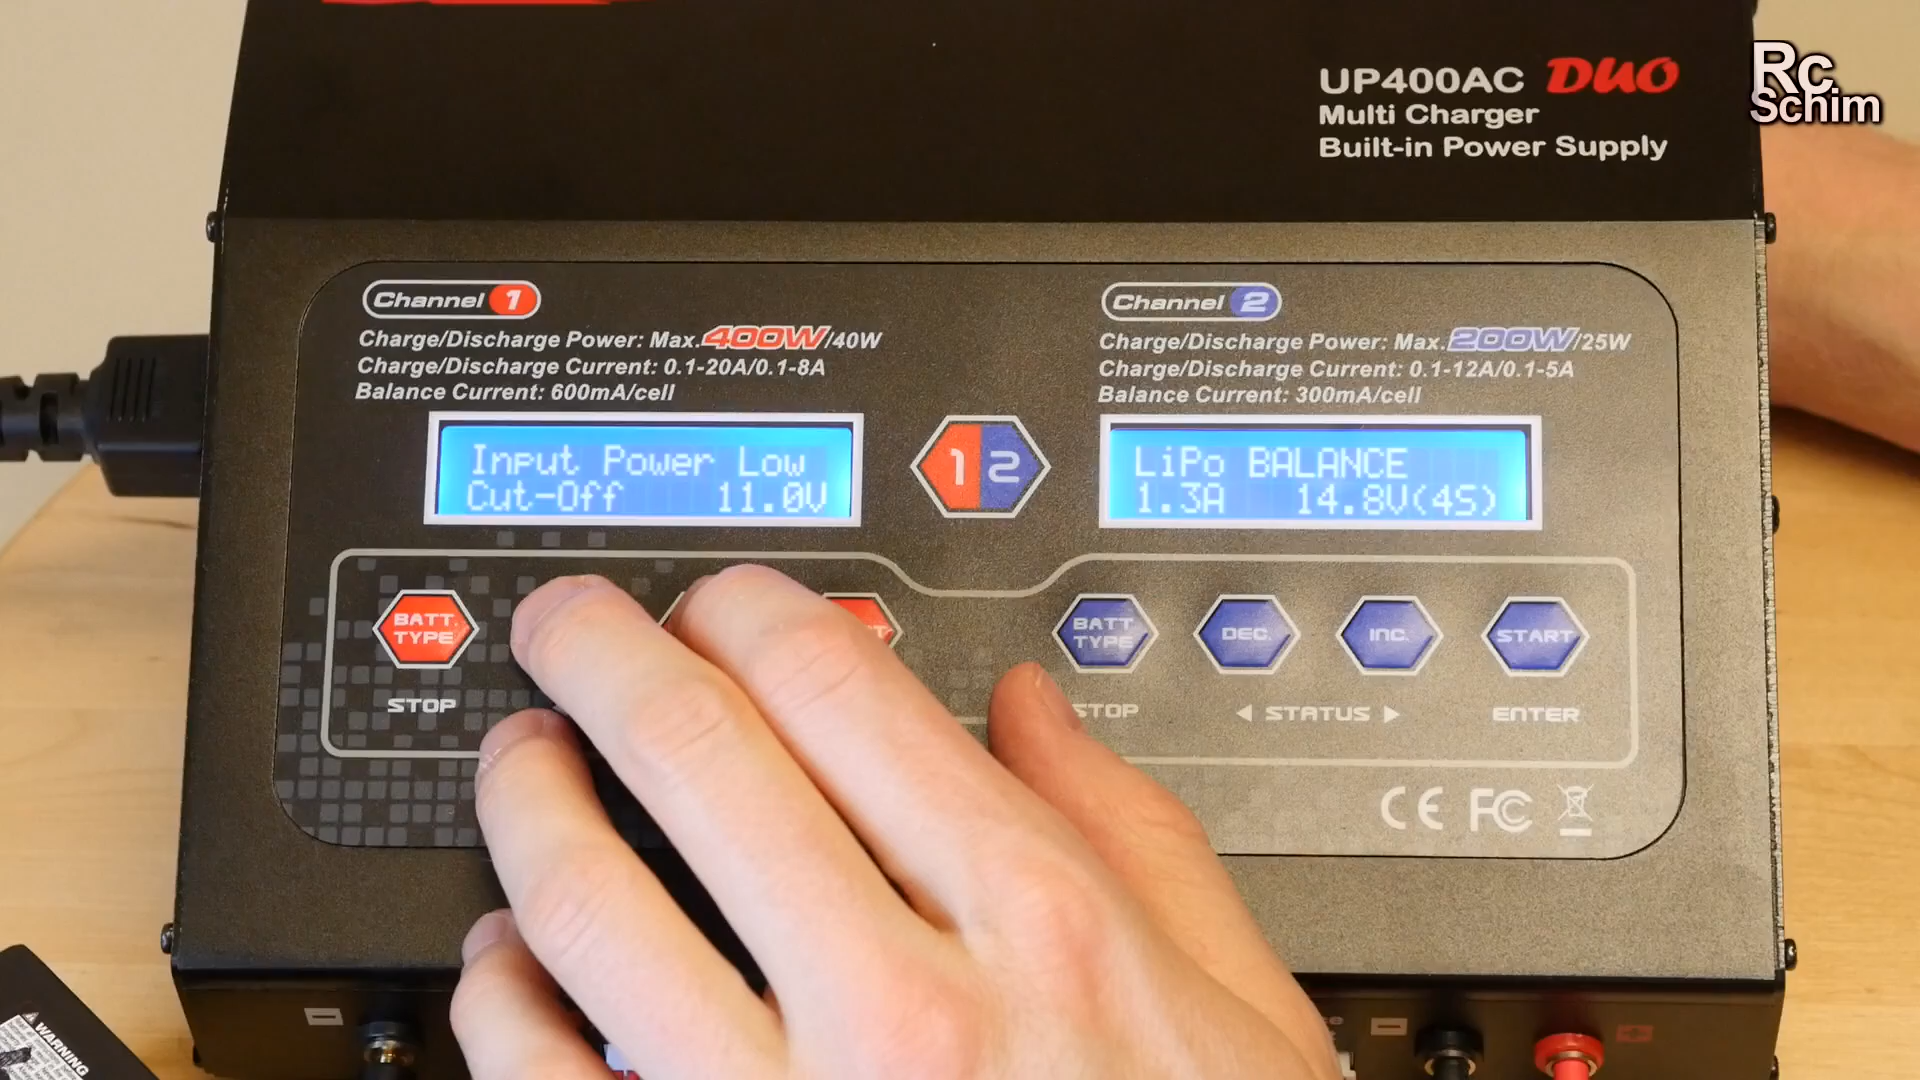 UP400AC DUO
Multi Charger
Built-in Power Supply
Rc
Schim
Channel 1
Charge/Discharge Power: Max.400W/40W
Charge/Discharge Current: 0.1-20A/0.1-8A
Balance Current: 600mA/cell
Channel 2
Charge/Discharge Power: Max.200W/25W
Charge/Discharge Current: 0.1-12A/0.1-5A
Balance Current: 300mA/cell
Input Power Low
Cut-Off 11.0V
1 2
LiPo BALANCE
1.3A 14.8V(4S)
BATT. TYPE
STOP
BATT TYPE
DEC.
INC.
START
STOP
◄ STATUS ►
ENTER
CE FC
WARNING